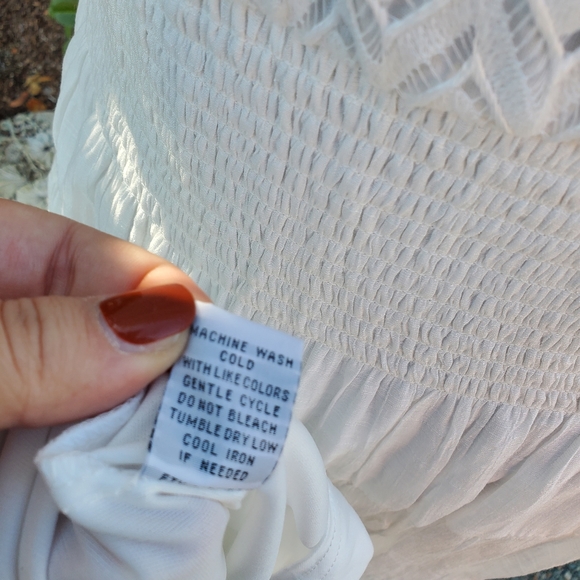 MACHINE WASH
COLD
WITH LIKE COLORS
GENTLE CYCLE
DO NOT BLEACH
TUMBLE DRY LOW
COOL IRON
IF NEEDED